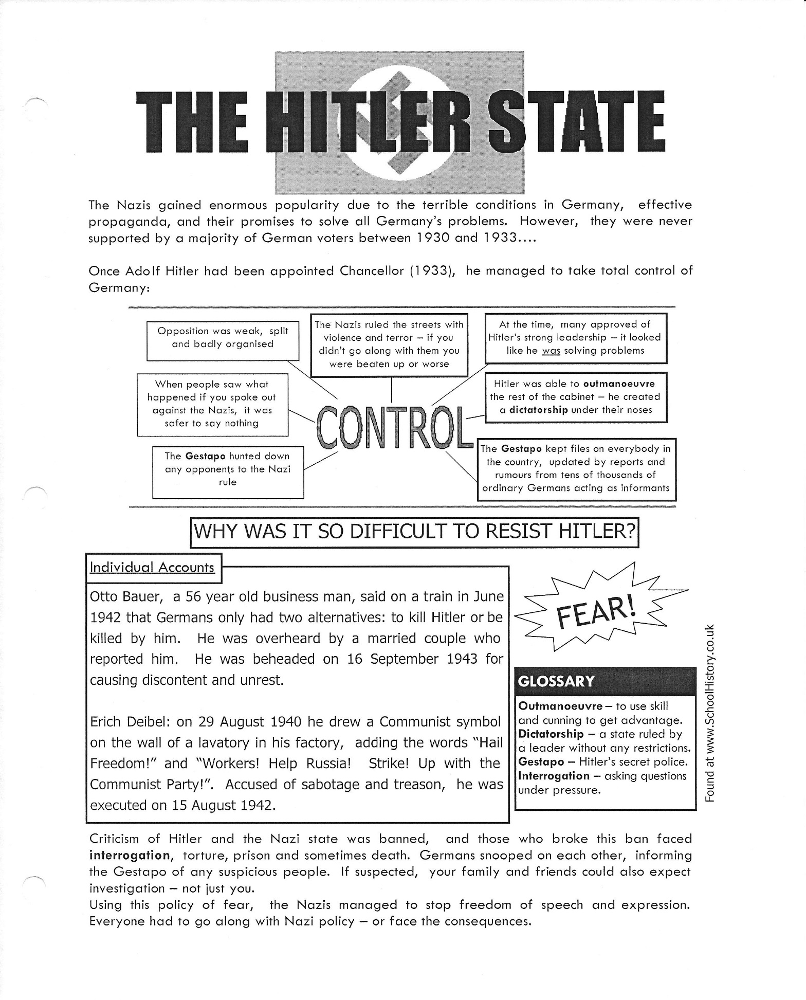 THE HITLER STATE
The Nazis gained enormous popularity due to the terrible conditions in Germany, effective
propaganda, and their promises to solve all Germany's problems. However, they were never
supported by a majority of German voters between 1930 and 1933....
Once Adolf Hitler had been appointed Chancellor (1933), he managed to take total control of
Germany:
Opposition was weak, split
and badly organised
The Nazis ruled the streets with
violence and terror – if you
didn't go along with them you
were beaten up or worse
At the time, many approved of
Hitler's strong leadership – it looked
like he was solving problems
When people saw what
happened if you spoke out
against the Nazis, it was
safer to say nothing
Hitler was able to outmanoeuvre
the rest of the cabinet – he created
a dictatorship under their noses
CONTROL
The Gestapo hunted down
any opponents to the Nazi
rule
The Gestapo kept files on everybody in
the country, updated by reports and
rumours from tens of thousands of
ordinary Germans acting as informants
WHY WAS IT SO DIFFICULT TO RESIST HITLER?
Individual Accounts
Otto Bauer, a 56 year old business man, said on a train in June
1942 that Germans only had two alternatives: to kill Hitler or be
killed by him. He was overheard by a married couple who
reported him. He was beheaded on 16 September 1943 for
causing discontent and unrest.
Erich Deibel: on 29 August 1940 he drew a Communist symbol
on the wall of a lavatory in his factory, adding the words "Hail
Freedom!" and "Workers! Help Russia! Strike! Up with the
Communist Party!". Accused of sabotage and treason, he was
executed on 15 August 1942.
FEAR!
GLOSSARY
Outmanoeuvre – to use skill
and cunning to get advantage.
Dictatorship – a state ruled by
a leader without any restrictions.
Gestapo – Hitler's secret police.
Interrogation – asking questions
under pressure.
Found at www.SchoolHistory.co.uk
Criticism of Hitler and the Nazi state was banned, and those who broke this ban faced
interrogation, torture, prison and sometimes death. Germans snooped on each other, informing
the Gestapo of any suspicious people. If suspected, your family and friends could also expect
investigation – not just you.
Using this policy of fear, the Nazis managed to stop freedom of speech and expression.
Everyone had to go along with Nazi policy – or face the consequences.